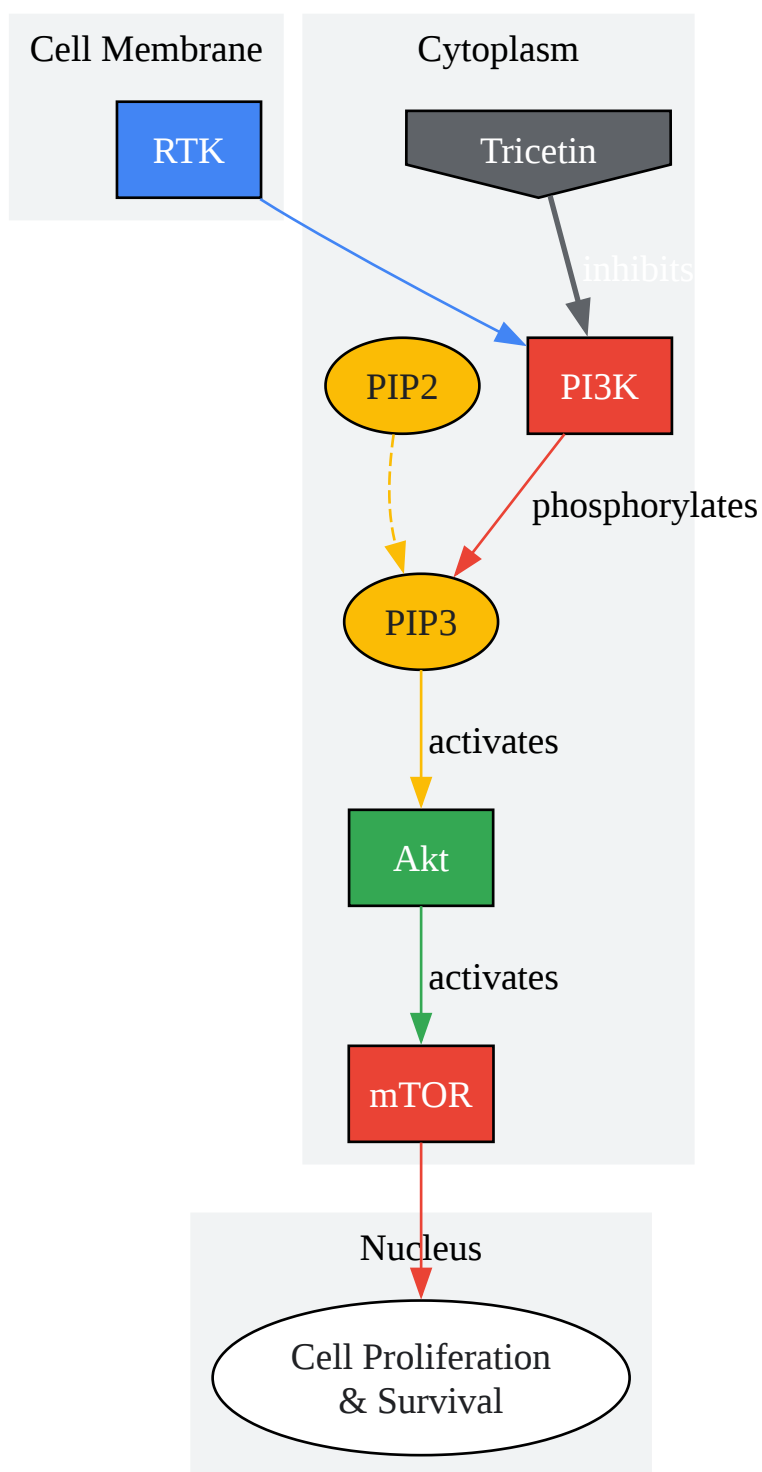 Cell Membrane
Cytoplasm
RTK
Tricetin
inhibits
PIP2
PI3K
phosphorylates
PIP3
activates
Akt
activates
mTOR
Nucleus
Cell Proliferation
& Survival